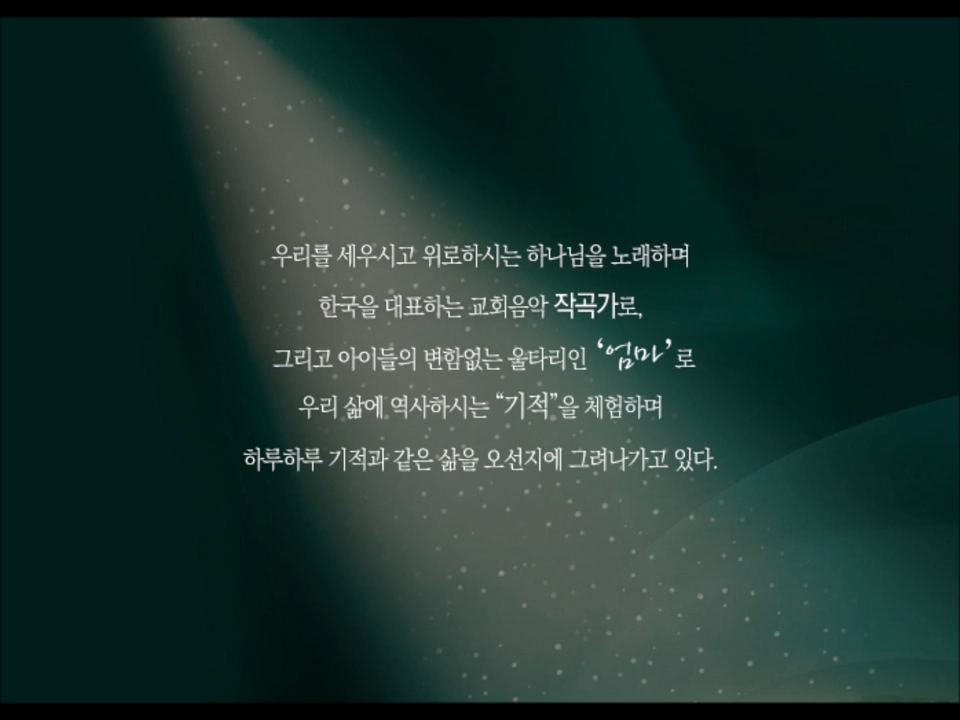 우리를 세우시고 위로하시는 하나님을 노래하며
한국을 대표하는 교회음악 작곡가로,
그리고 아이들의 변함없는 울타리인 ‘엄마’로
우리 삶에 역사하시는 “기적”을 체험하며
하루하루 기적과 같은 삶을 오선지에 그려나가고 있다.